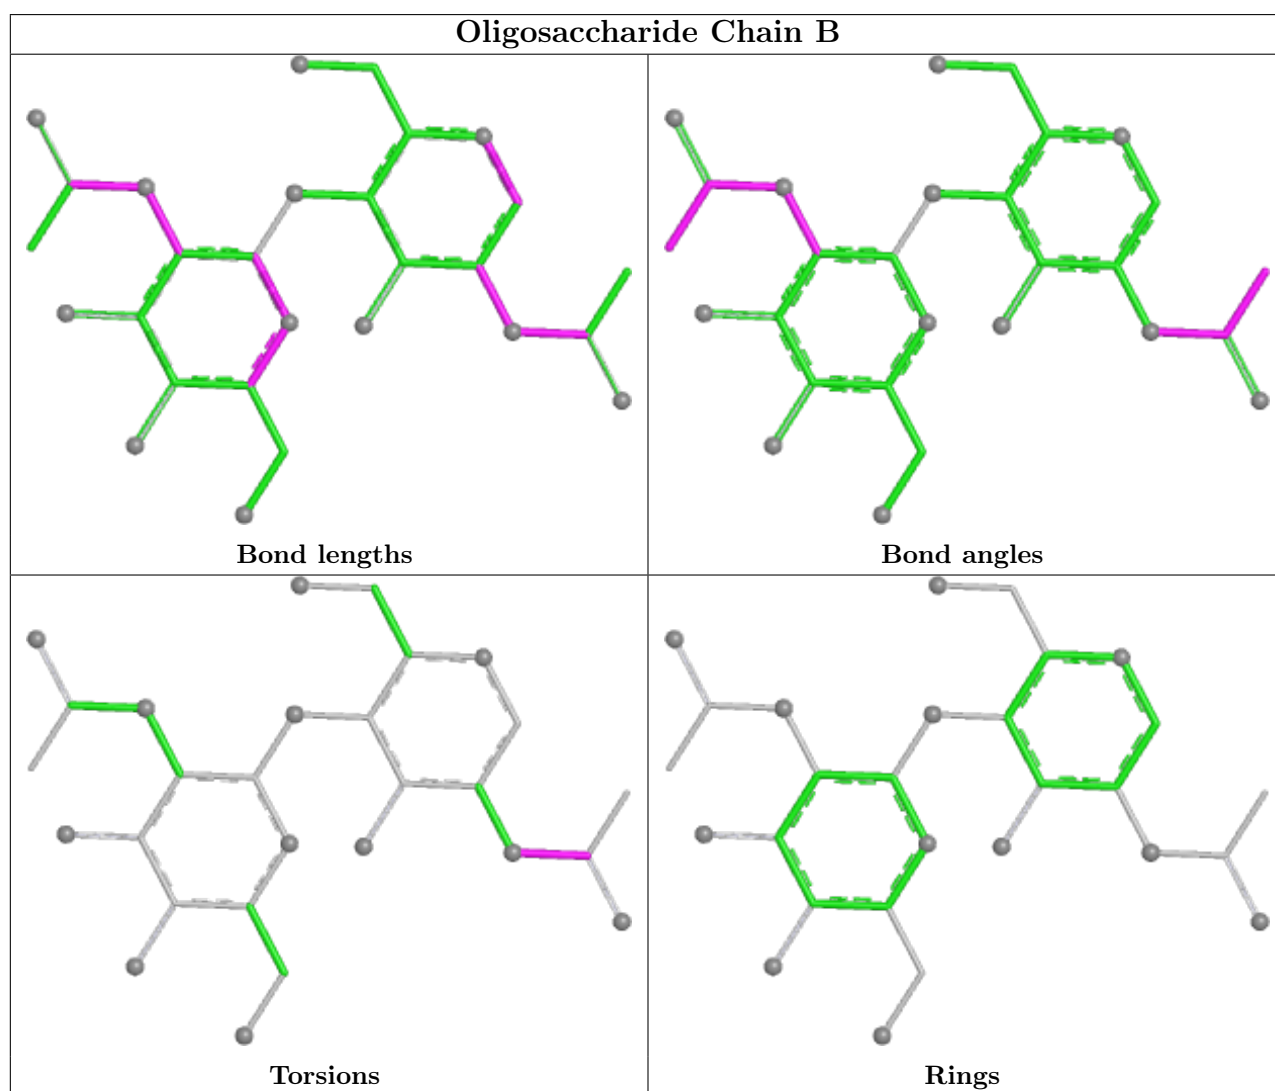 Oligosaccharide Chain B
Bond lengths
Bond angles
Torsions
Rings